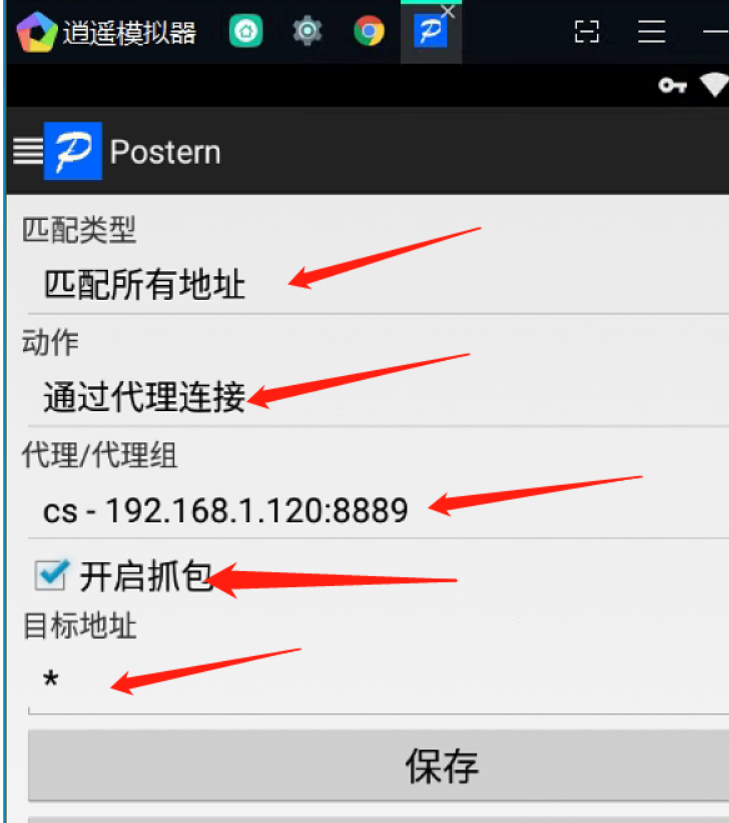 逍遥模拟器
Postern
匹配类型
匹配所有地址
动作
通过代理连接
代理/代理组
cs - 192.168.1.120:8889
开启抓包
目标地址
*
保存